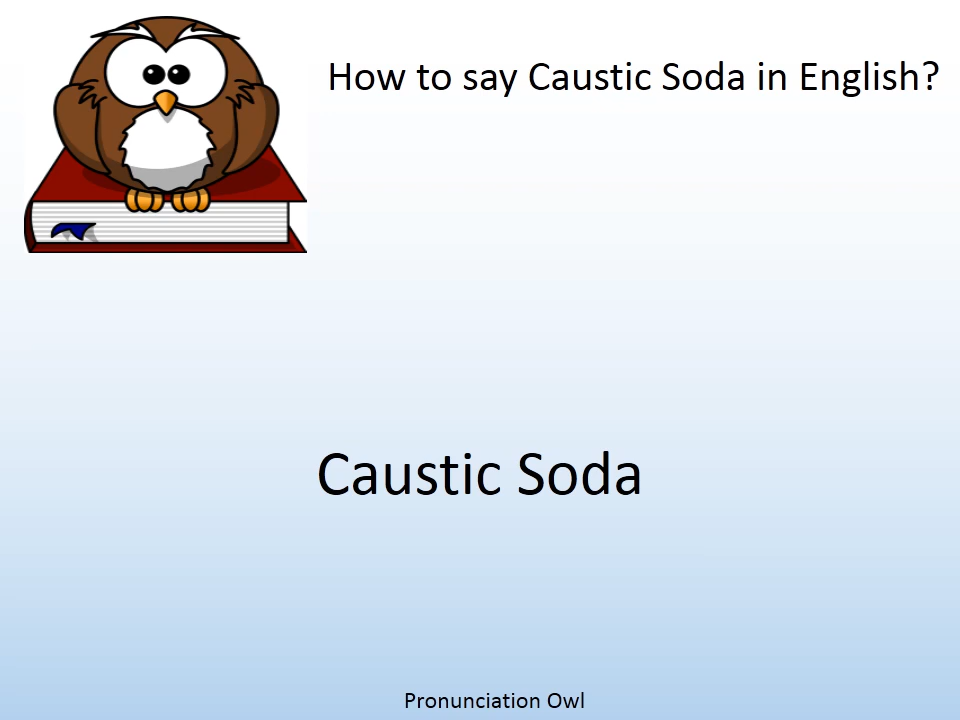 How to say Caustic Soda in English?
Caustic Soda
Pronunciation Owl